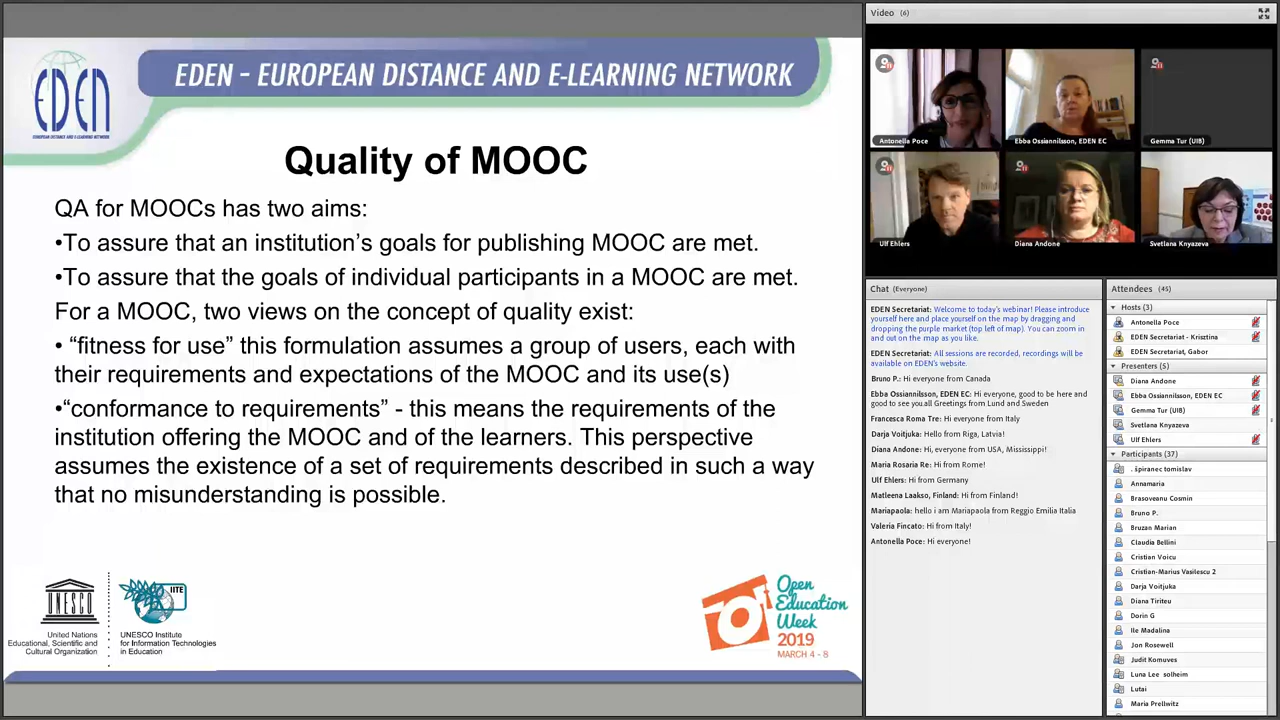 EDEN
EUROPEAN DISTANCE AND E-LEARNING NETWORK
EDEN - EUROPEAN DISTANCE AND E-LEARNING NETWORK
Quality of MOOC
QA for MOOCs has two aims:
•To assure that an institution’s goals for publishing MOOC are met.
•To assure that the goals of individual participants in a MOOC are met.
For a MOOC, two views on the concept of quality exist:
• “fitness for use” this formulation assumes a group of users, each with
their requirements and expectations of the MOOC and its use(s)
•“conformance to requirements” - this means the requirements of the
institution offering the MOOC and of the learners. This perspective
assumes the existence of a set of requirements described in such a way
that no misunderstanding is possible.
UNESCO
United Nations
Educational, Scientific and
Cultural Organization
IITE
UNESCO Institute
for Information Technologies
in Education
Open
Education
Week
2019
MARCH 4 - 8
Video (6)
Antonella Poce
Ebba Ossiannilsson, EDEN EC
Gemma Tur (UIB)
Ulf Ehlers
Diana Andone
Svetlana Knyazeva
Chat (Everyone)
EDEN Secretariat: Welcome to today's webinar! Please introduce
yourself here and place yourself on the map by dragging and
dropping the purple market (top left of map). You can zoom in
and out on the map as you like.
EDEN Secretariat: All sessions are recorded, recordings will be
available on EDEN's website.
Bruno P.: Hi everyone from Canada
Ebba Ossiannilsson, EDEN EC: Hi everyone, good to be here and
good to see you,all Greetings from Lund and Sweden
Francesca Roma Tre: Hi everyone from Italy
Darja Voitjuka: Hello from Riga, Latvia!
Diana Andone: Hi, everyone from USA, Mississippi!
Maria Rosaria Re: Hi from Rome!
Ulf Ehlers: Hi from Germany
Matleena Laakso, Finland: Hi from Finland!
Mariapaola: hello i am Mariapaola from Reggio Emilia Italia
Valeria Fincato: Hi from Italy!
Antonella Poce: Hi everyone!
Attendees (45)
Hosts (3)
Antonella Poce
EDEN Secretariat - Krisztina
EDEN Secretariat, Gabor
Presenters (5)
Diana Andone
Ebba Ossiannilsson, EDEN EC
Gemma Tur (UIB)
Svetlana Knyazeva
Ulf Ehlers
Participants (37)
. špiranec tomislav
Annamaria
Brasoveanu Cosmin
Bruno P.
Bruzan Marian
Claudia Bellini
Cristian Voicu
Cristian-Marius Vasilescu 2
Darja Voitjuka
Diana Tiriteu
Dorin G
Ile Madalina
Jon Rosewell
Judit Komuves
Luna Lee solheim
Lutai
Maria Prellwitz